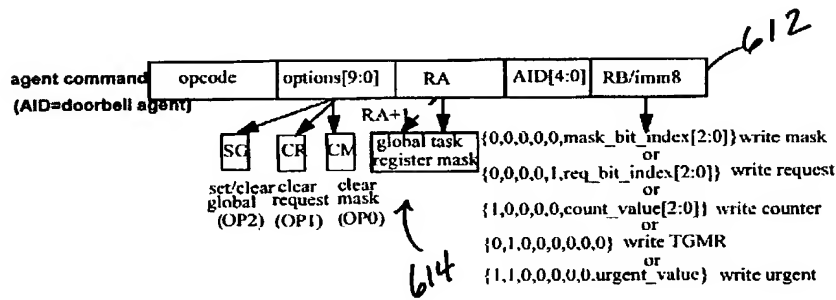 612
agent command opcode options[9:0] RA AID[4:0] RB/imm8
(AID=doorbell agent)
RA+1
SG CR CM global task register mask
set/clear global (OP2)
clear request (OP1)
clear mask (OP0)
614
{0,0,0,0,0,mask_bit_index[2:0]} write mask
or
{0,0,0,0,1,req_bit_index[2:0]} write request
or
{1,0,0,0,0,count_value[2:0]} write counter
or
{0,1,0,0,0,0,0,0} write TGMR
or
{1,1,0,0,0,0,0.urgent_value} write urgent